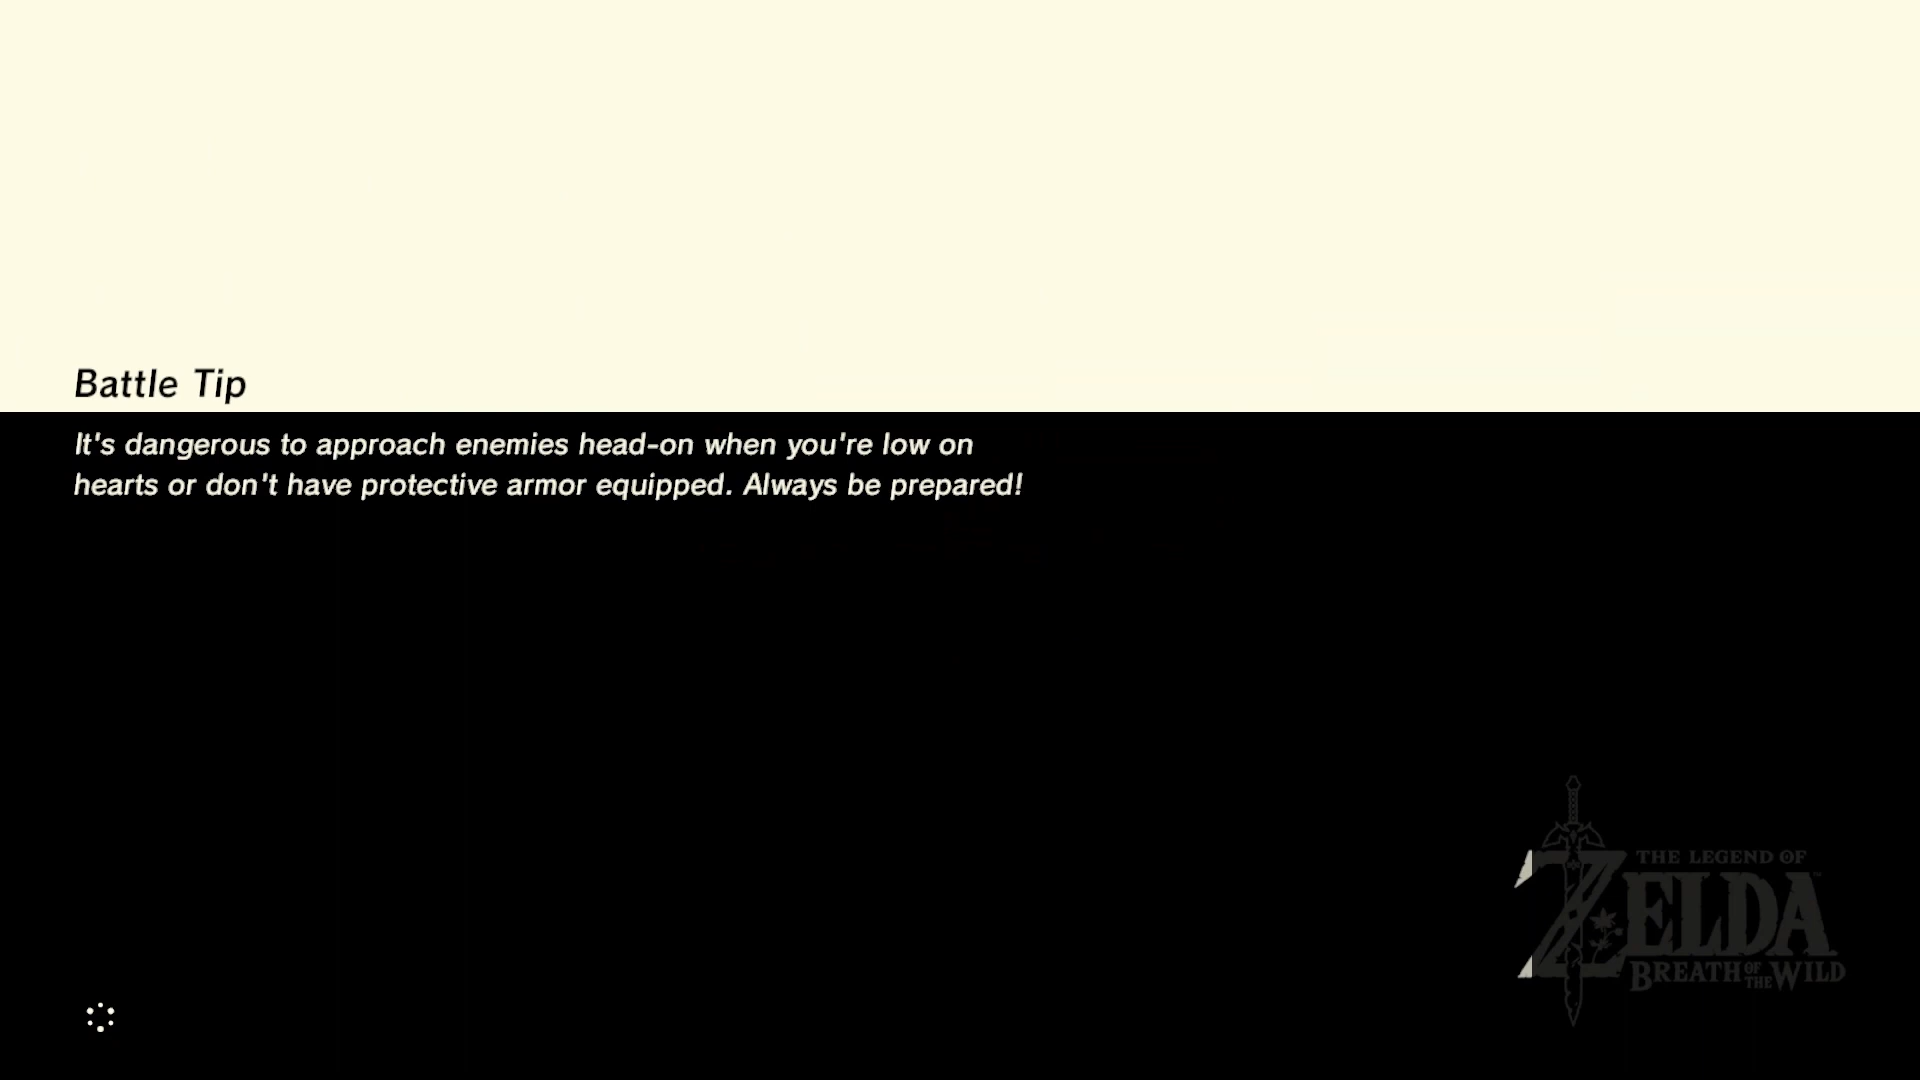 Battle Tip
It's dangerous to approach enemies head-on when you're low on
hearts or don't have protective armor equipped. Always be prepared!
THE LEGEND OF
ZELDA
BREATH OF THE WILD